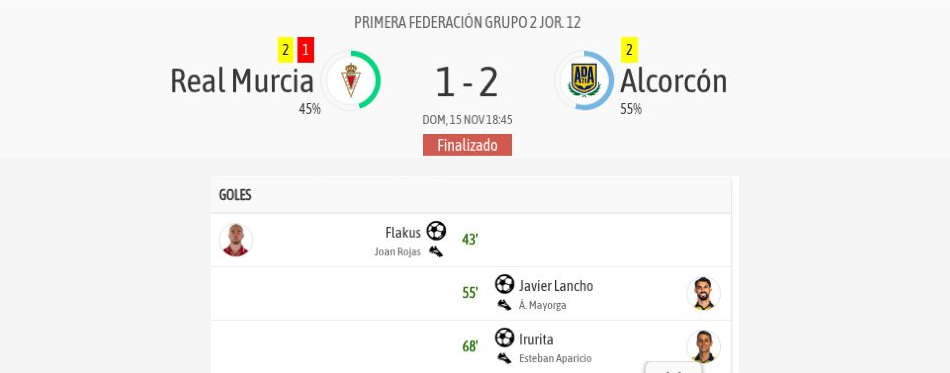 PRIMERA FEDERACIÓN GRUPO 2 JOR. 12
2 1
2
Real Murcia
1 - 2
Alcorcón
45%
55%
DOM, 15 NOV 18:45
Finalizado
GOLES
Flakus
43'
Joan Rojas
55'
Javier Lancho
Á. Mayorga
68'
Irurita
Esteban Aparicio